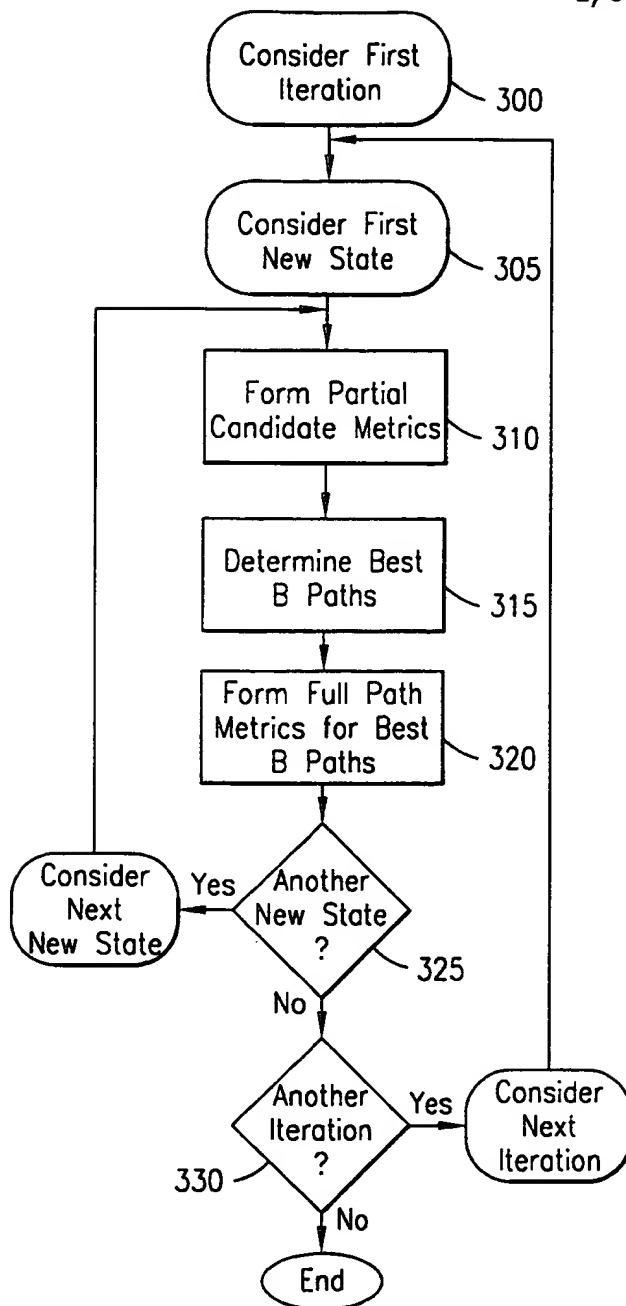 Consider First
Iteration
300
Consider First
New State
305
Form Partial
Candidate Metrics
310
Determine Best
B Paths
315
Form Full Path
Metrics for Best
B Paths
320
Consider
Next
New State
Yes
Another
New State
?
325
No
Another
Iteration
?
330
Yes
Consider
Next
Iteration
No
End